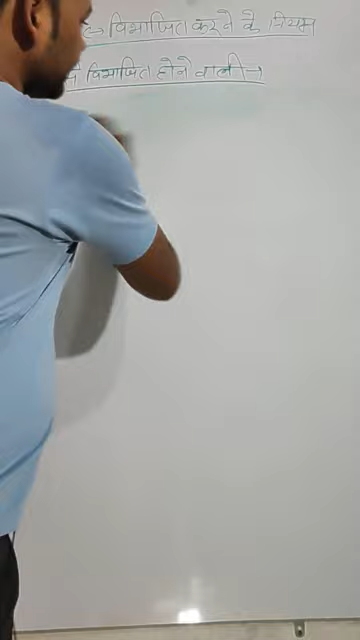 विभाजित करने के नियम
से विभाजित होने वाली →